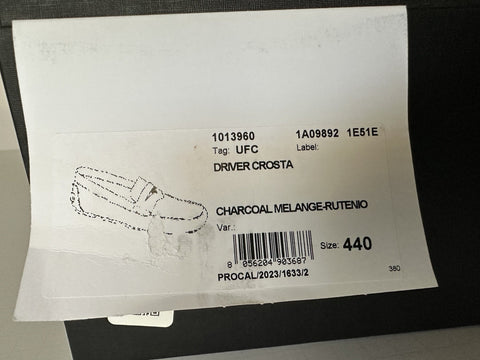 1013960 1A09892 1E51E
Tag: UFC Label:
DRIVER CROSTA
CHARCOAL MELANGE-RUTENIO
Var.:
Size: 440
8 056204 903687
PROCAL/2023/1633/2
380